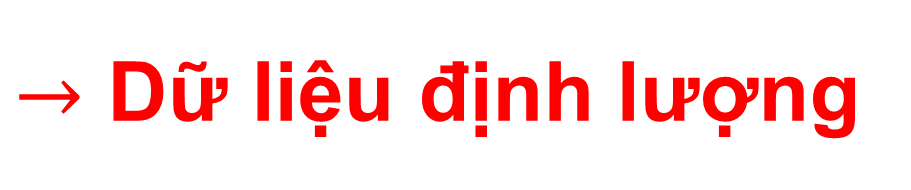 → Dữ liệu định lượng